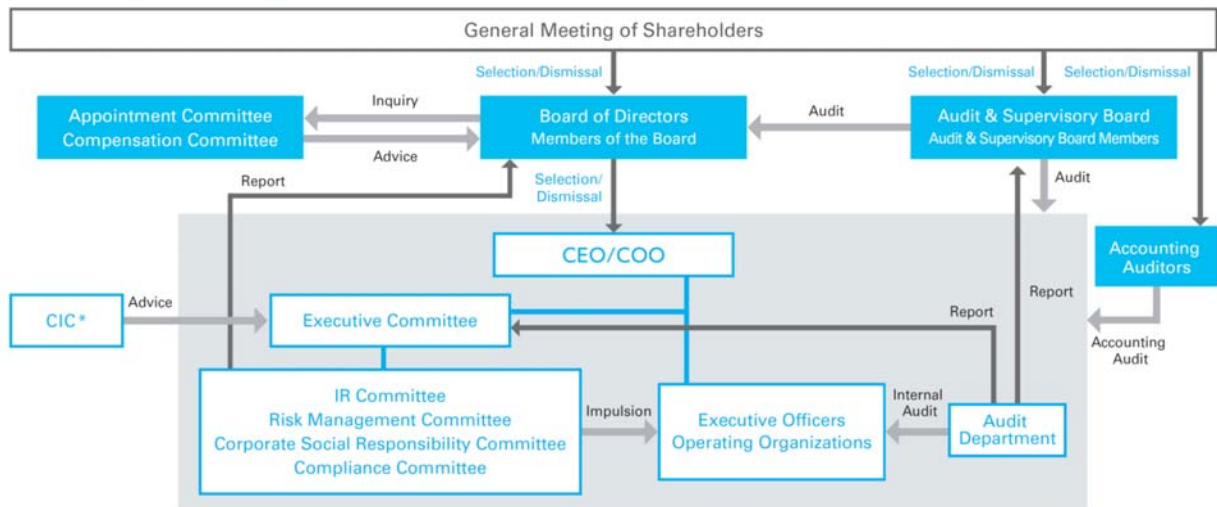 General Meeting of Shareholders
Selection/Dismissal
Selection/Dismissal
Selection/Dismissal
Appointment Committee
Compensation Committee
Inquiry
Advice
Board of Directors
Members of the Board
Audit
Audit & Supervisory Board
Audit & Supervisory Board Members
Report
Selection/
Dismissal
Audit
CEO/COO
Accounting
Auditors
CIC*
Advice
Executive Committee
Report
Report
Accounting
Audit
IR Committee
Risk Management Committee
Corporate Social Responsibility Committee
Compliance Committee
Impulsion
Executive Officers
Operating Organizations
Internal
Audit
Audit
Department